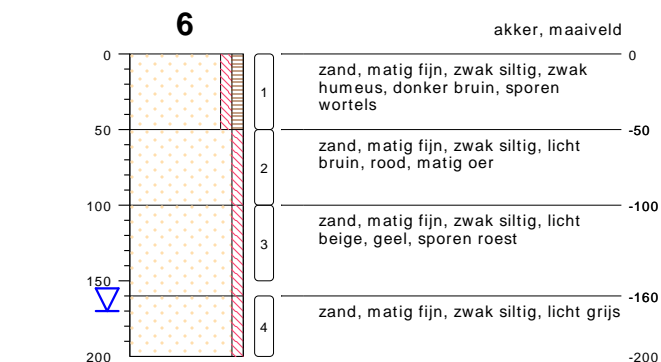 6
akker, maaiveld
0
0
1
zand, matig fijn, zwak siltig, zwak
humeus, donker bruin, sporen
wortels
50
-50
2
zand, matig fijn, zwak siltig, licht
bruin, rood, matig oer
100
-100
3
zand, matig fijn, zwak siltig, licht
beige, geel, sporen roest
150
-160
4
zand, matig fijn, zwak siltig, licht grijs
200
-200